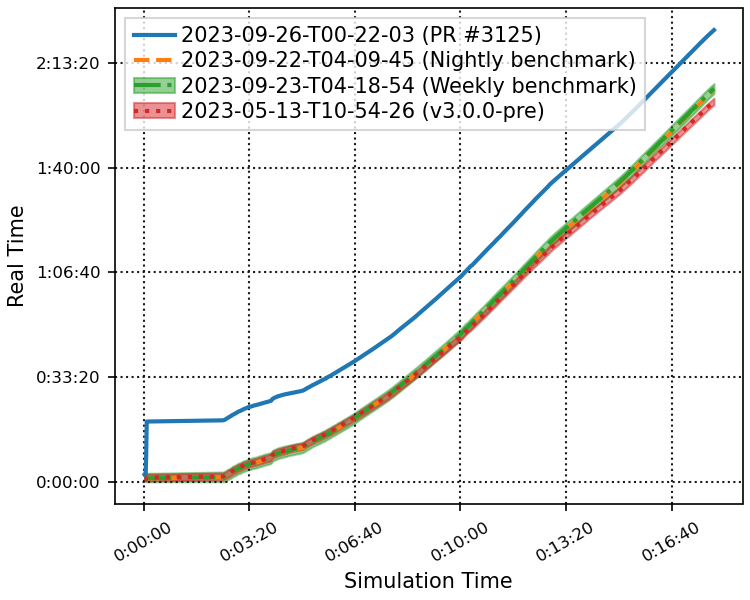 2023-09-26-T00-22-03 (PR #3125)
2023-09-22-T04-09-45 (Nightly benchmark)
2023-09-23-T04-18-54 (Weekly benchmark)
2023-05-13-T10-54-26 (v3.0.0-pre)
2:13:20
1:40:00
1:06:40
0:33:20
0:00:00
Real Time
0:00:00
0:03:20
0:06:40
0:10:00
0:13:20
0:16:40
Simulation Time